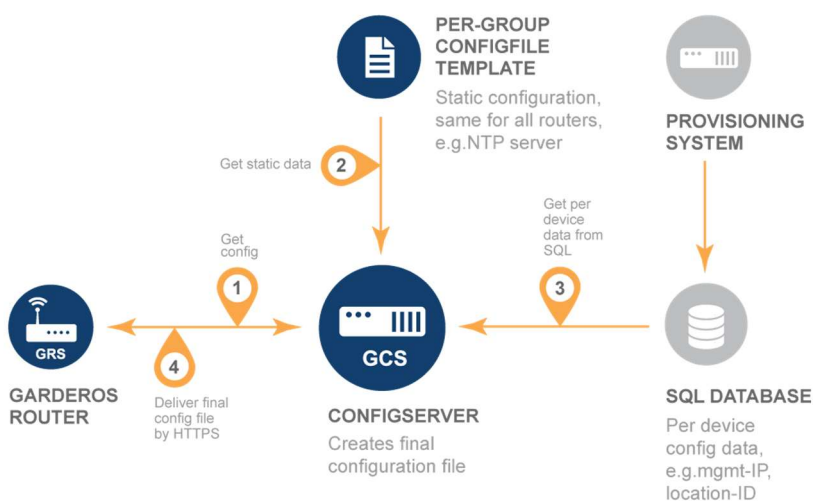 PER-GROUP
CONFIGFILE
TEMPLATE
Static configuration,
same for all routers,
e.g.NTP server
PROVISIONING
SYSTEM
Get static data
2
Get per
device
data from
SQL
3
Get
config
1
GRS
GARDEROS
ROUTER
4
Deliver final
config file
by HTTPS
GCS
CONFIGSERVER
Creates final
configuration file
SQL DATABASE
Per device
config data,
e.g.mgmt-IP,
location-ID